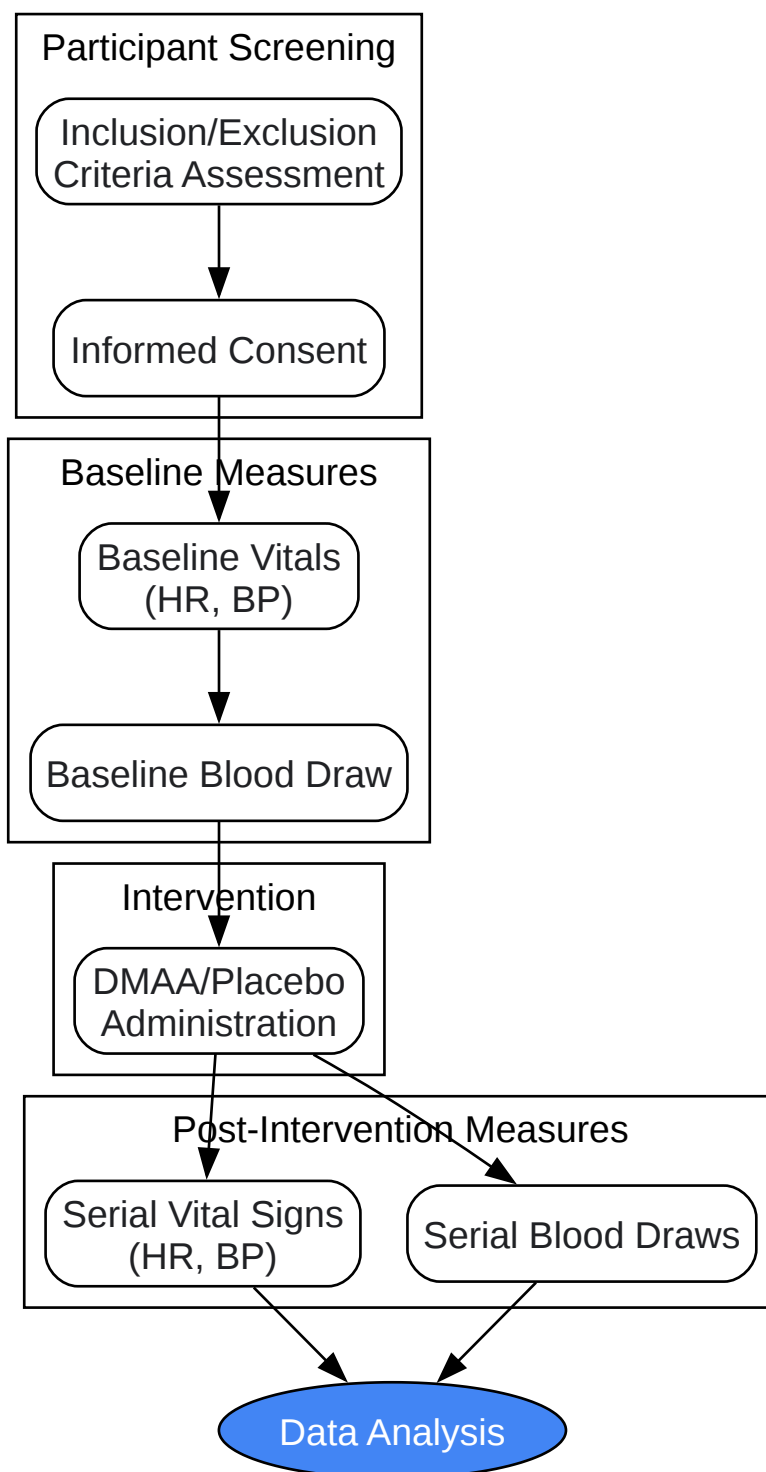 Participant Screening
Inclusion/Exclusion
Criteria Assessment
Informed Consent
Baseline Measures
Baseline Vitals
(HR, BP)
Baseline Blood Draw
Intervention
DMAA/Placebo
Administration
Post-Intervention Measures
Serial Vital Signs
(HR, BP)
Serial Blood Draws
Data Analysis